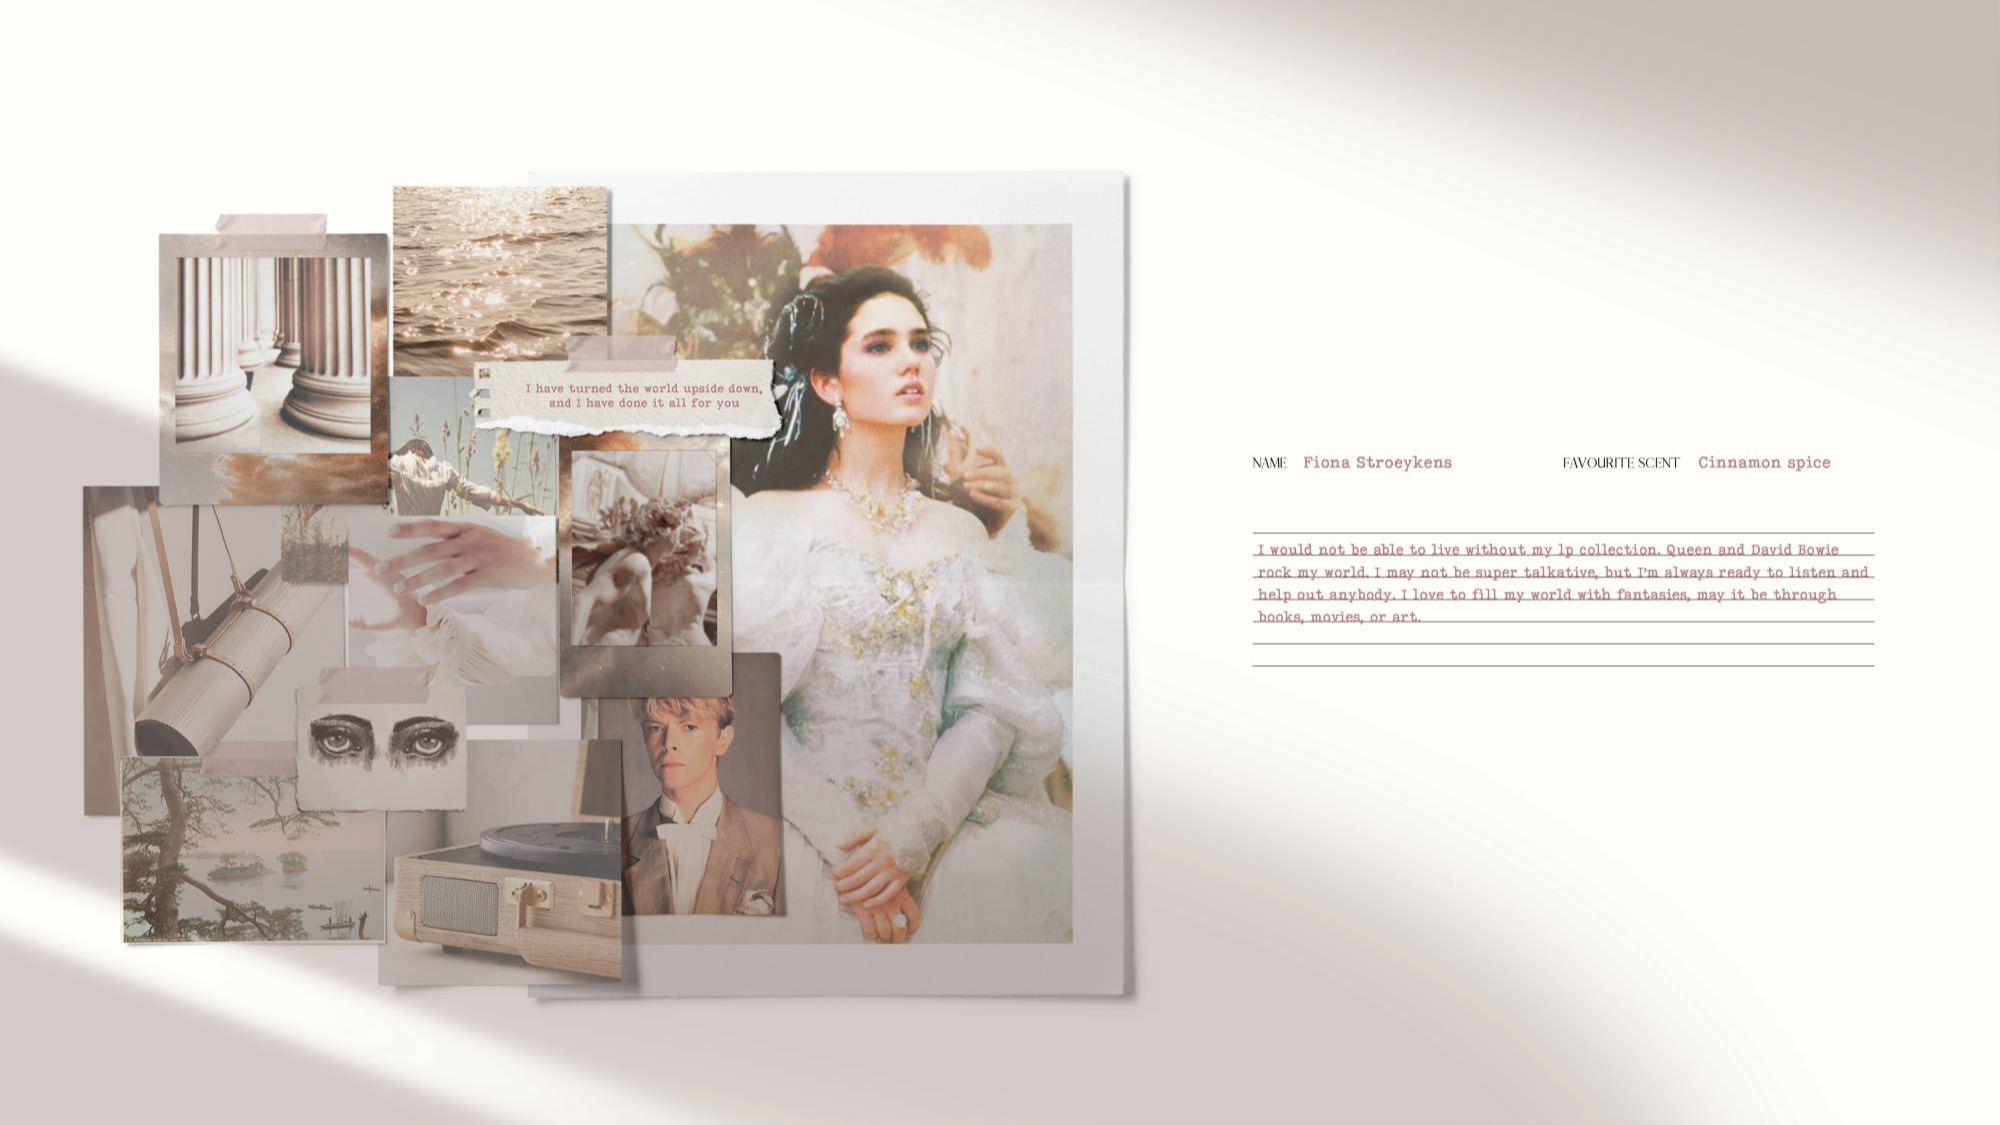 I have turned the world upside down,
and I have done it all for you
NAME Fiona Stroeykens FAVOURITE SCENT Cinnamon spice
I would not be able to live without my lp collection. Queen and David Bowie
rock my world. I may not be super talkative, but I'm always ready to listen and
help out anybody. I love to fill my world with fantasies, may it be through
books, movies, or art.